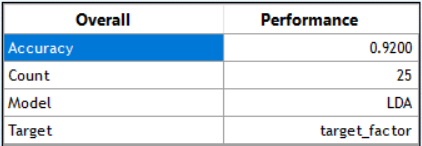 Overall Performance
Accuracy 0.9200
Count 25
Model LDA
Target target_factor